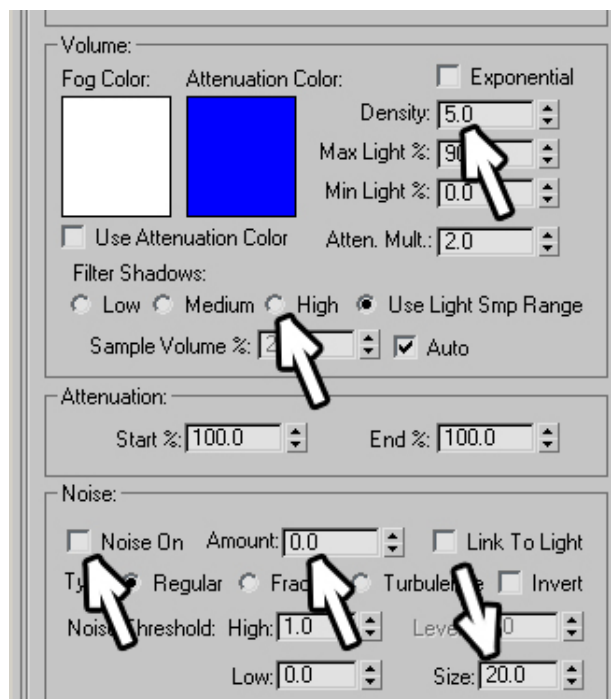 Volume:
Fog Color: Attenuation Color: Exponential
Density: 5.0
Max Light %:
Min Light %: 0.0
Use Attenuation Color Atten. Mult.: 2.0
Filter Shadows:
Low Medium High Use Light Smp Range
Sample Volume %: Auto
Attenuation:
Start %: 100.0 End %: 100.0
Noise:
Noise On Amount: 0.0 Link To Light
Regular Invert
Noise Threshold: High: 1.0
Low: 0.0 Size: 20.0